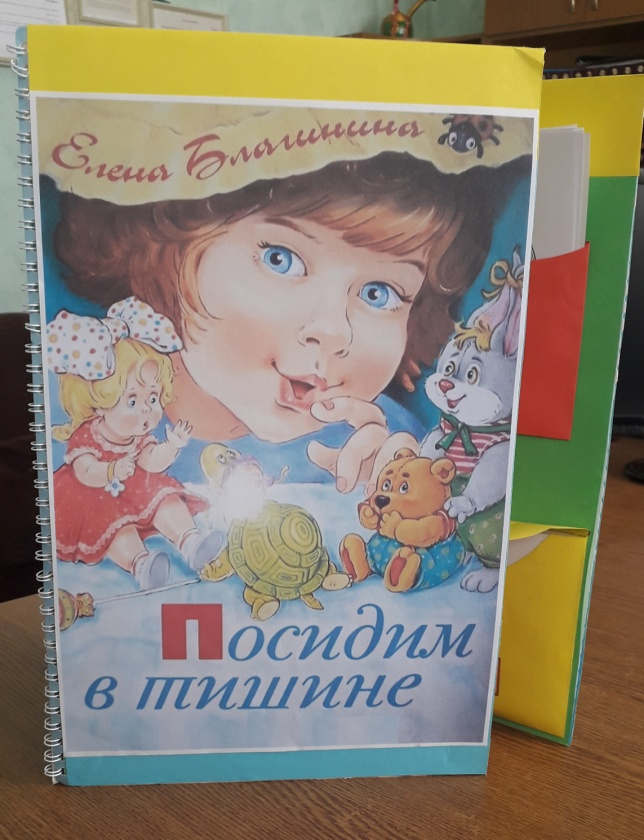 Елена Благинина
Посидим
в тишине